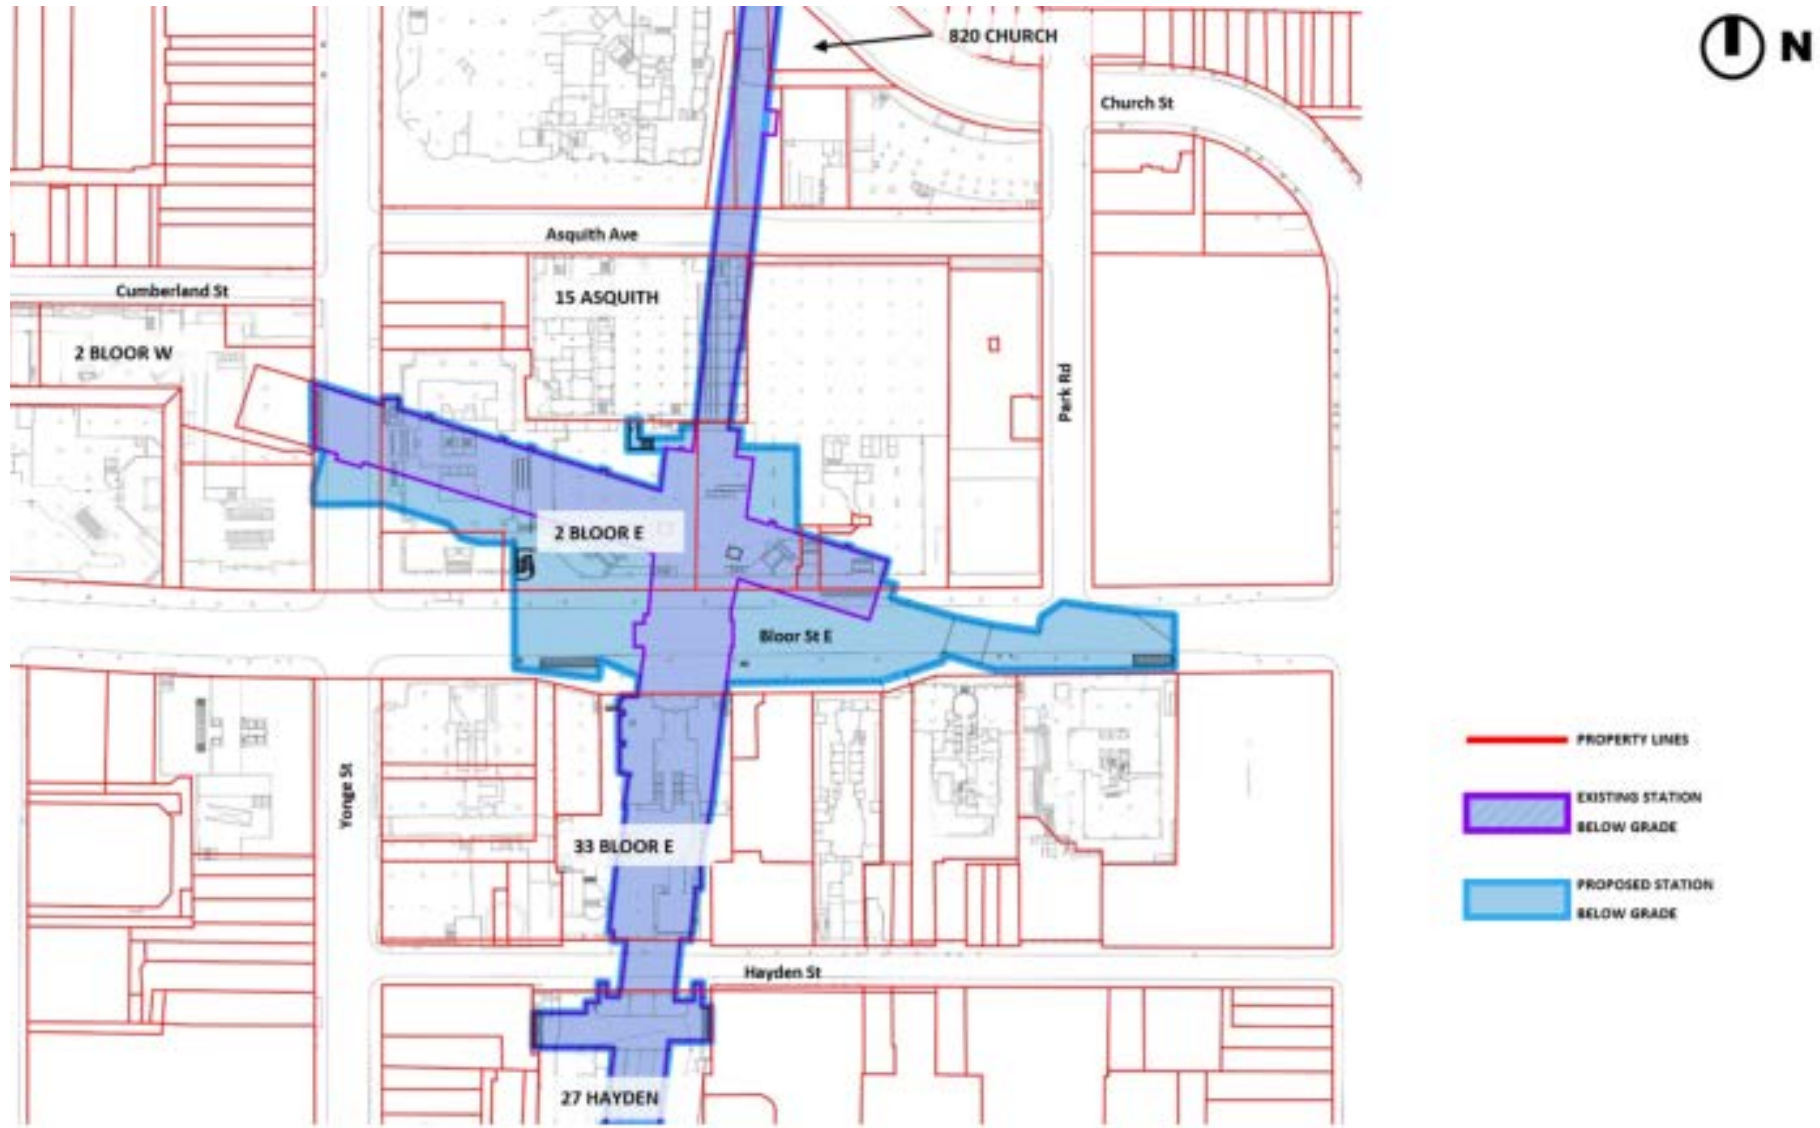 820 CHURCH
N
Church St
Asquith Ave
Cumberland St
15 ASQUITH
2 BLOOR W
Park Rd
2 BLOOR E
Bloor St E
PROPERTY LINES
Yonge St
EXISTING STATION
BELOW GRADE
33 BLOOR E
PROPOSED STATION
BELOW GRADE
Hayden St
27 HAYDEN